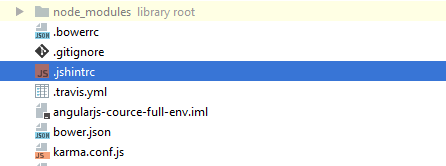 node_modules library root
.bowerrc
.gitignore
.jshintrc
.travis.yml
angularjs-cource-full-env.iml
bower.json
karma.conf.js